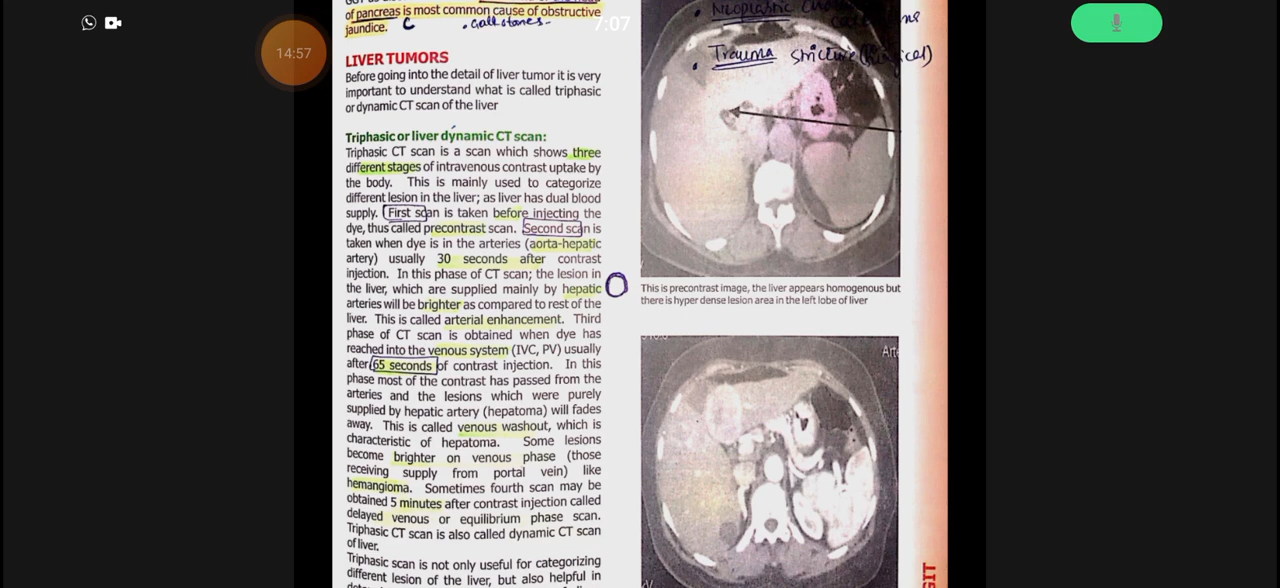 14:57
7:07
of pancreas is most common cause of obstructive
jaundice.
• Gall stones -
LIVER TUMORS
Before going into the detail of liver tumor it is very
important to understand what is called triphasic
or dynamic CT scan of the liver
Triphasic or liver dynamic CT scan:
Triphasic CT scan is a scan which shows three
different stages of intravenous contrast uptake by
the body. This is mainly used to categorize
different lesion in the liver; as liver has dual blood
supply. First scan is taken before injecting the
dye, thus called precontrast scan. Second scan is
taken when dye is in the arteries (aorta-hepatic
artery) usually 30 seconds after contrast
injection. In this phase of CT scan; the lesion in
the liver, which are supplied mainly by hepatic
arteries will be brighter as compared to rest of the
liver. This is called arterial enhancement. Third
phase of CT scan is obtained when dye has
reached into the venous system (IVC, PV) usually
after 65 seconds of contrast injection. In this
phase most of the contrast has passed from the
arteries and the lesions which were purely
supplied by hepatic artery (hepatoma) will fades
away. This is called venous washout, which is
characteristic of hepatoma. Some lesions
become brighter on venous phase (those
receiving supply from portal vein) like
hemangioma. Sometimes fourth scan may be
obtained 5 minutes after contrast injection called
delayed venous or equilibrium phase scan.
Triphasic CT scan is also called dynamic CT scan
of liver.
Triphasic scan is not only useful for categorizing
different lesion of the liver, but also helpful in
• Neoplastic
• Trauma stricture (surgical)
This is precontrast image, the liver appears homogenous but
there is hyper dense lesion area in the left lobe of liver
Arte
GIT